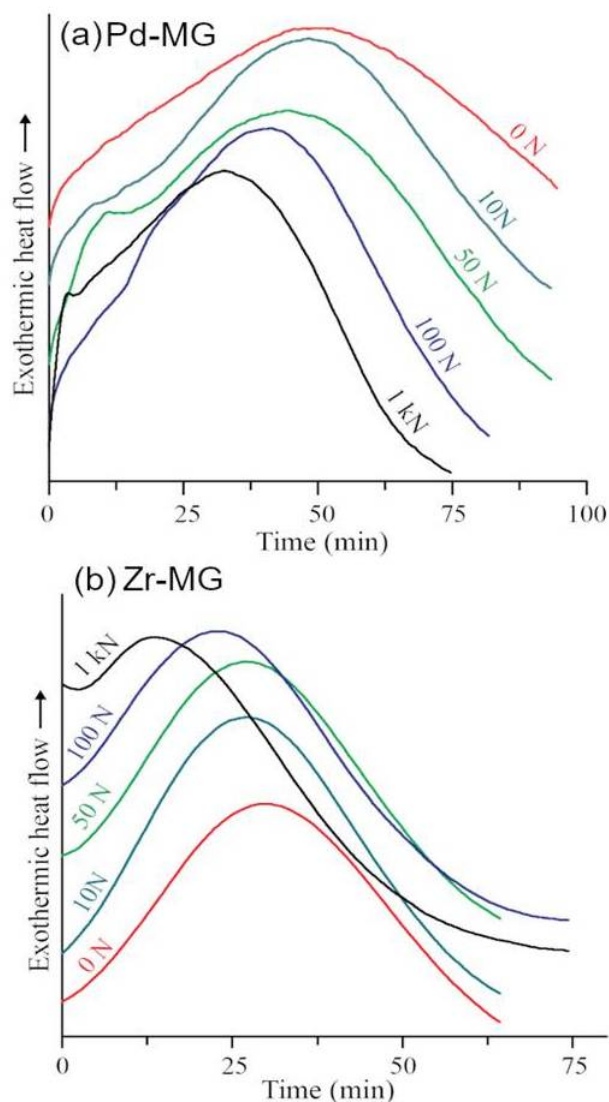 (a) Pd-MG
Exothermic heat flow →
0 N
10N
50 N
100 N
1 kN
0
25
50
75
100
Time (min)
(b) Zr-MG
Exothermic heat flow →
1 kN
100 N
50 N
10N
0 N
0
25
50
75
Time (min)